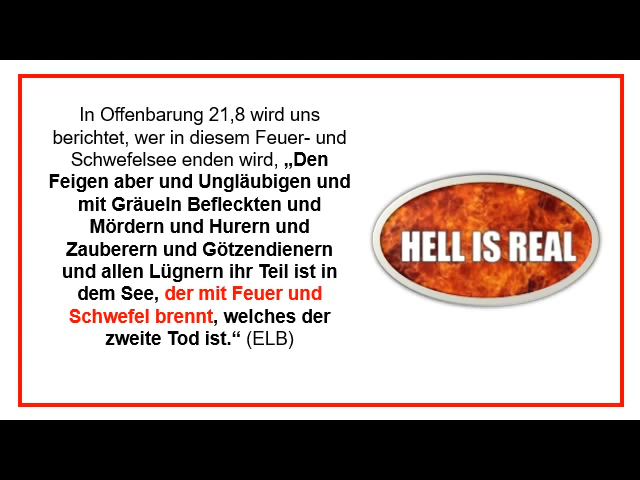 In Offenbarung 21,8 wird uns
berichtet, wer in diesem Feuer- und
Schwefelsee enden wird, „Den
Feigen aber und Ungläubigen und
mit Gräueln Befleckten und
Mördern und Hurern und
Zauberern und Götzendienern
und allen Lügnern ihr Teil ist in
dem See, der mit Feuer und
Schwefel brennt, welches der
zweite Tod ist.“ (ELB)
HELL IS REAL